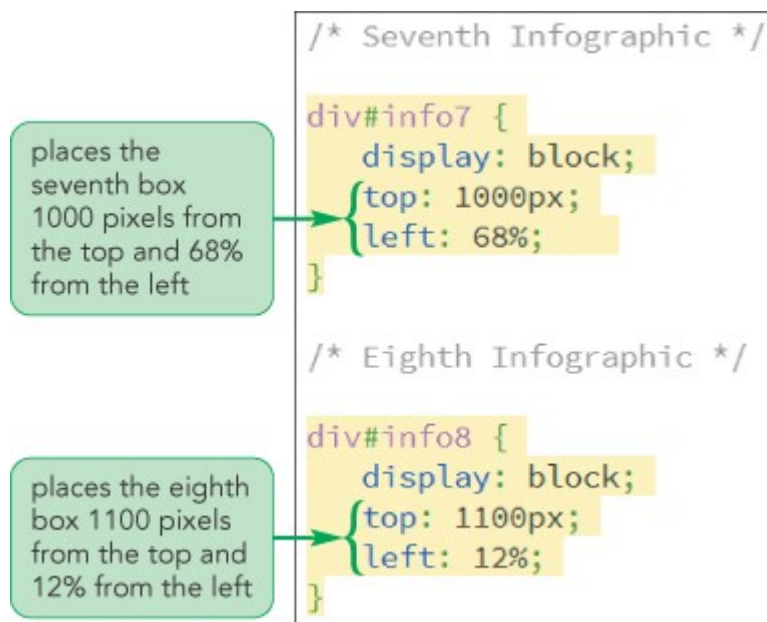 /* Seventh Infographic */
div#info7 {
display: block;
top: 1000px;
left: 68%;
}
places the
seventh box
1000 pixels from
the top and 68%
from the left
/* Eighth Infographic */
div#info8 {
display: block;
top: 1100px;
left: 12%;
}
places the eighth
box 1100 pixels
from the top and
12% from the left